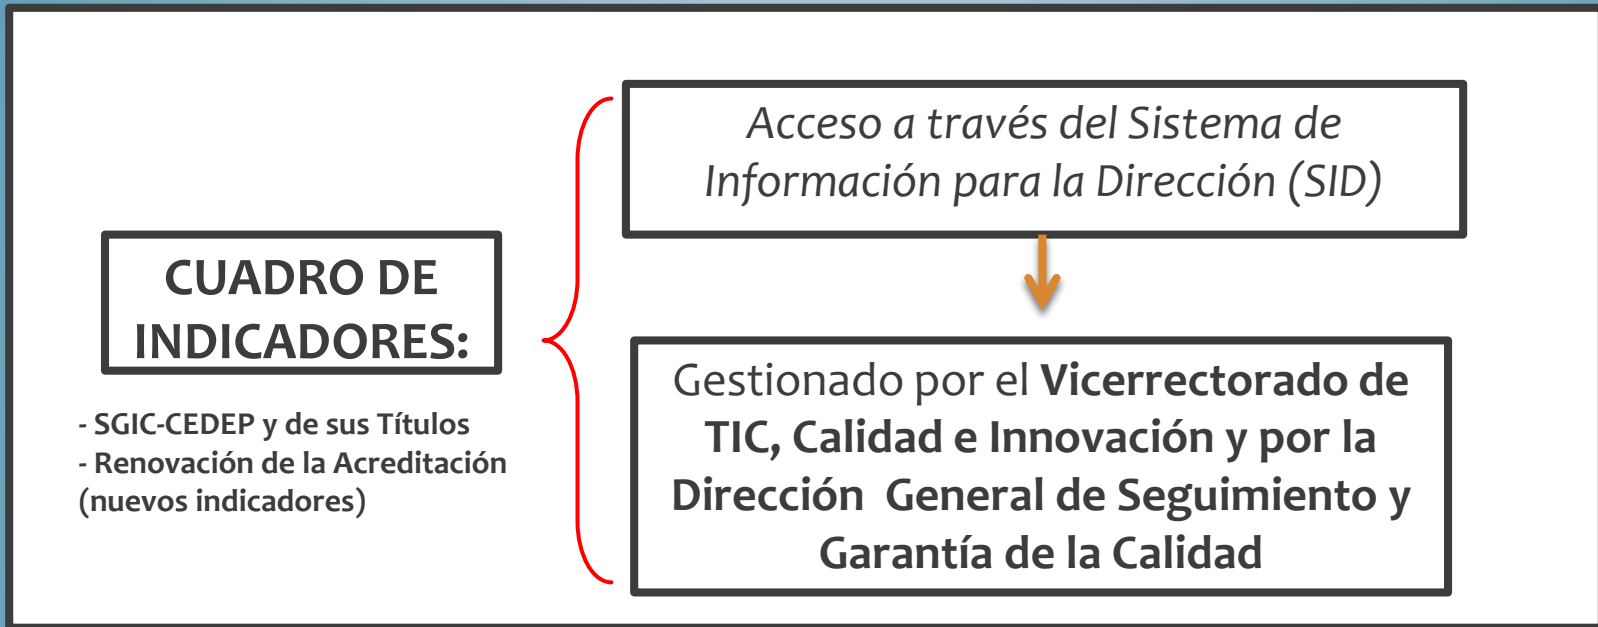 CUADRO DE
INDICADORES:
- SGIC-CEDEP y de sus Títulos
- Renovación de la Acreditación
(nuevos indicadores)
Acceso a través del Sistema de
Información para la Dirección (SID)
Gestionado por el Vicerrectorado de
TIC, Calidad e Innovación y por la
Dirección General de Seguimiento y
Garantía de la Calidad